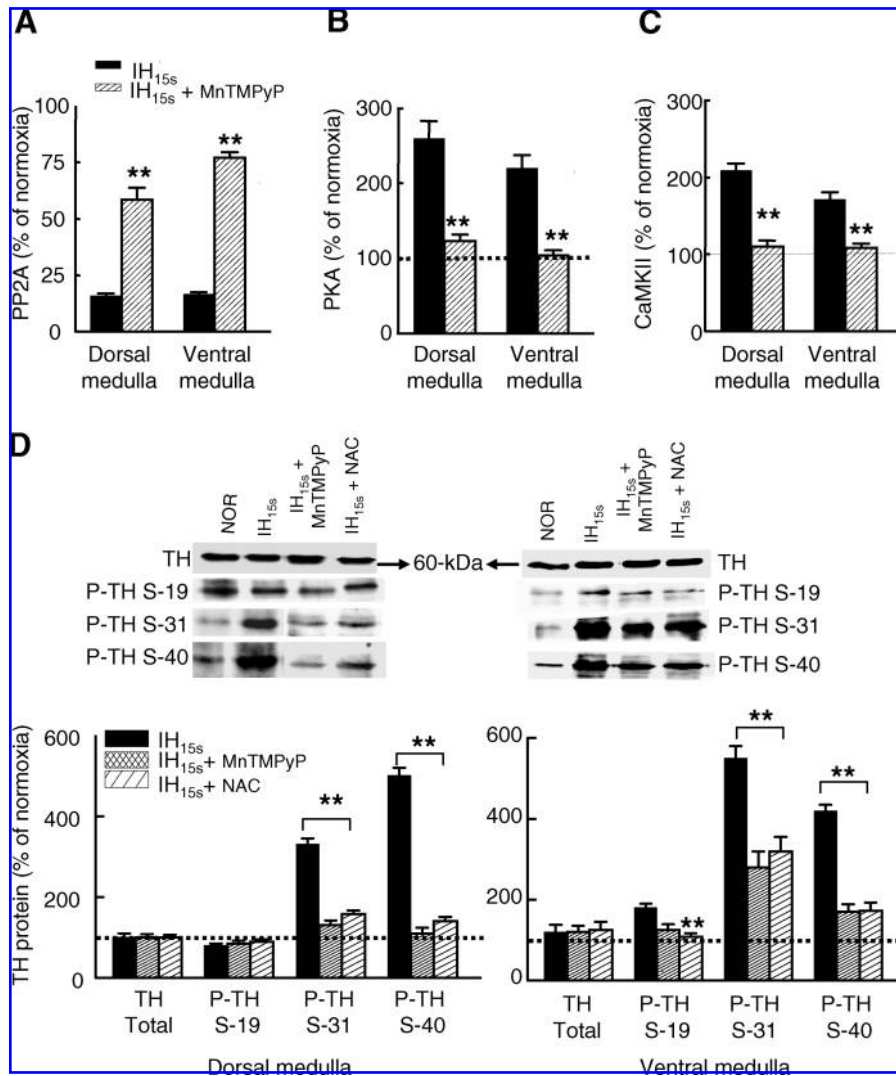 A
IH15s
IH15s + MnTMPyP
PP2A (% of normoxia)
100
75
50
25
0
**
**
Dorsal medulla
Ventral medulla
B
PKA (% of normoxia)
300
200
100
0
**
**
Dorsal medulla
Ventral medulla
C
CaMKII (% of normoxia)
300
200
100
0
**
**
Dorsal medulla
Ventral medulla
D
NOR
IH15s
IH15s + MnTMPyP
IH15s + NAC
TH
P-TH S-19
P-TH S-31
P-TH S-40
60-kDa
NOR
IH15s
IH15s + MnTMPyP
IH15s + NAC
TH
P-TH S-19
P-TH S-31
P-TH S-40
TH protein (% of normoxia)
600
400
200
0
IH15s
IH15s+ MnTMPyP
IH15s+ NAC
**
**
TH Total
P-TH S-19
P-TH S-31
P-TH S-40
Dorsal medulla
600
400
200
0
**
**
**
TH Total
P-TH S-19
P-TH S-31
P-TH S-40
Ventral medulla